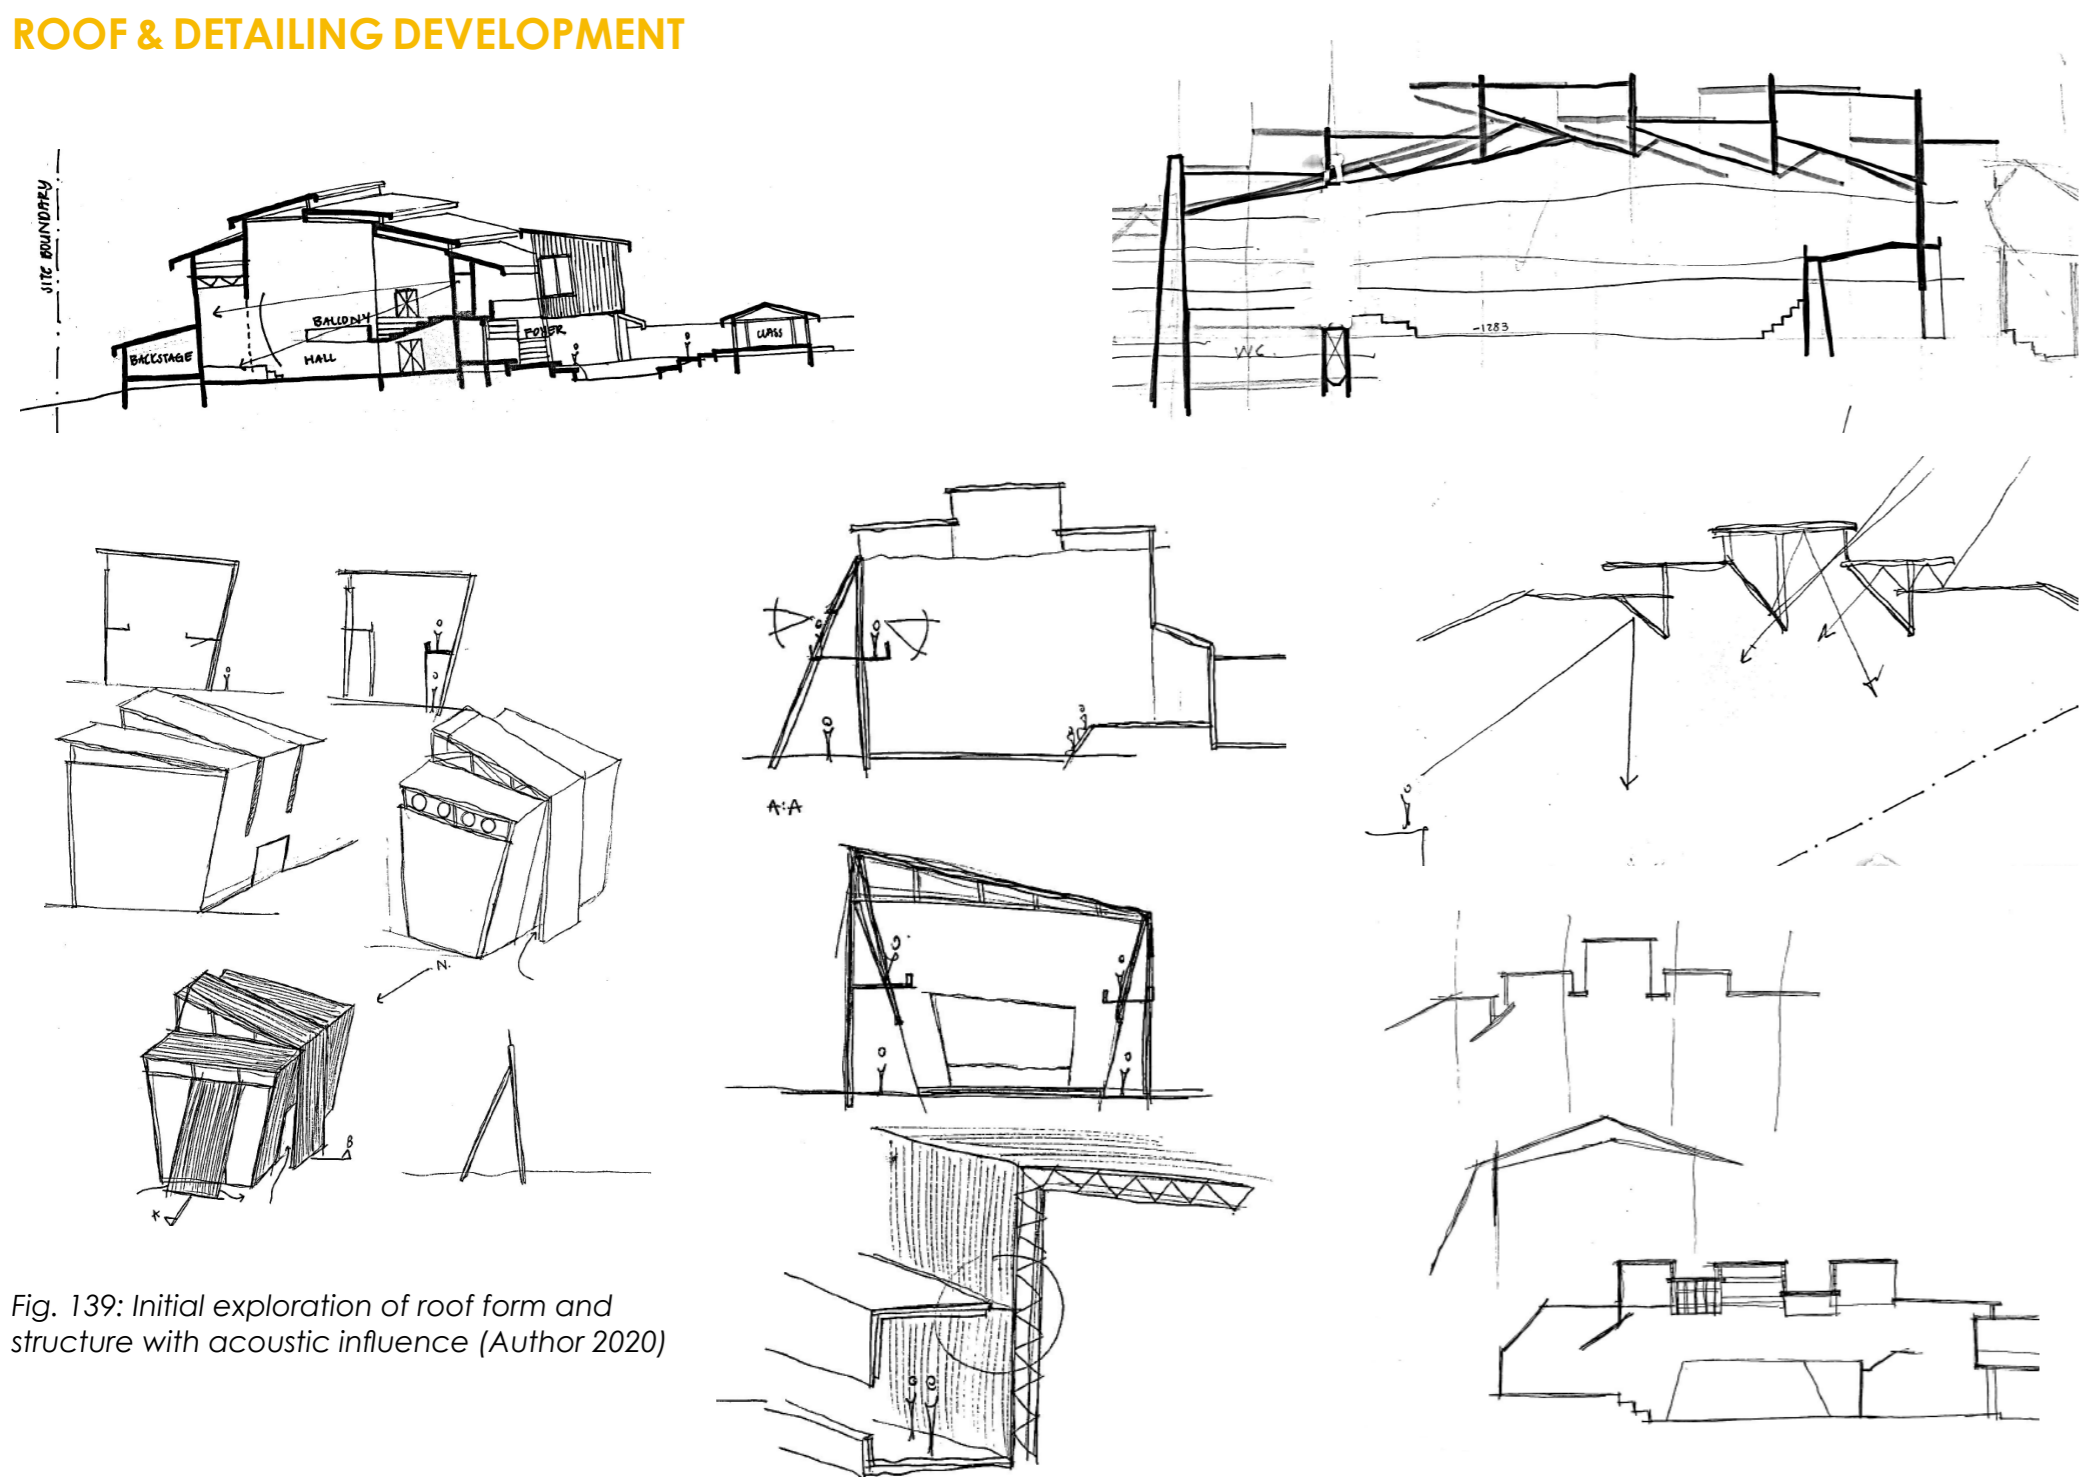 ROOF & DETAILING DEVELOPMENT
SITE BOUNDARY
BACKSTAGE
BALCONY
HALL
FOYER
CLASS
-1283
WC.
A:A
N.
B
Fig. 139: Initial exploration of roof form and
structure with acoustic influence (Author 2020)